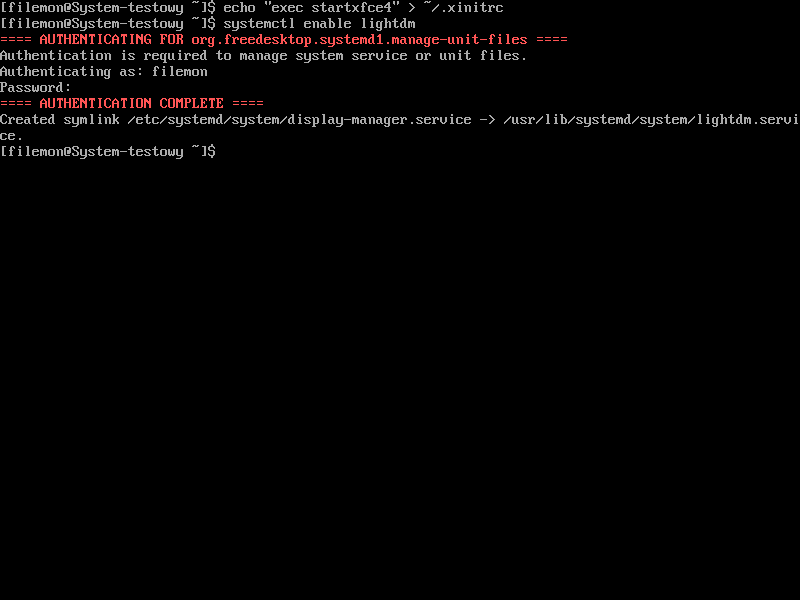 [filemon@System-testowy ~]$ echo "exec startxfce4" > ~/.xinitrc
[filemon@System-testowy ~]$ systemctl enable lightdm
==== AUTHENTICATING FOR org.freedesktop.systemd1.manage-unit-files ====
Authentication is required to manage system service or unit files.
Authenticating as: filemon
Password:
==== AUTHENTICATION COMPLETE ====
Created symlink /etc/systemd/system/display-manager.service -> /usr/lib/systemd/system/lightdm.servi
ce.
[filemon@System-testowy ~]$